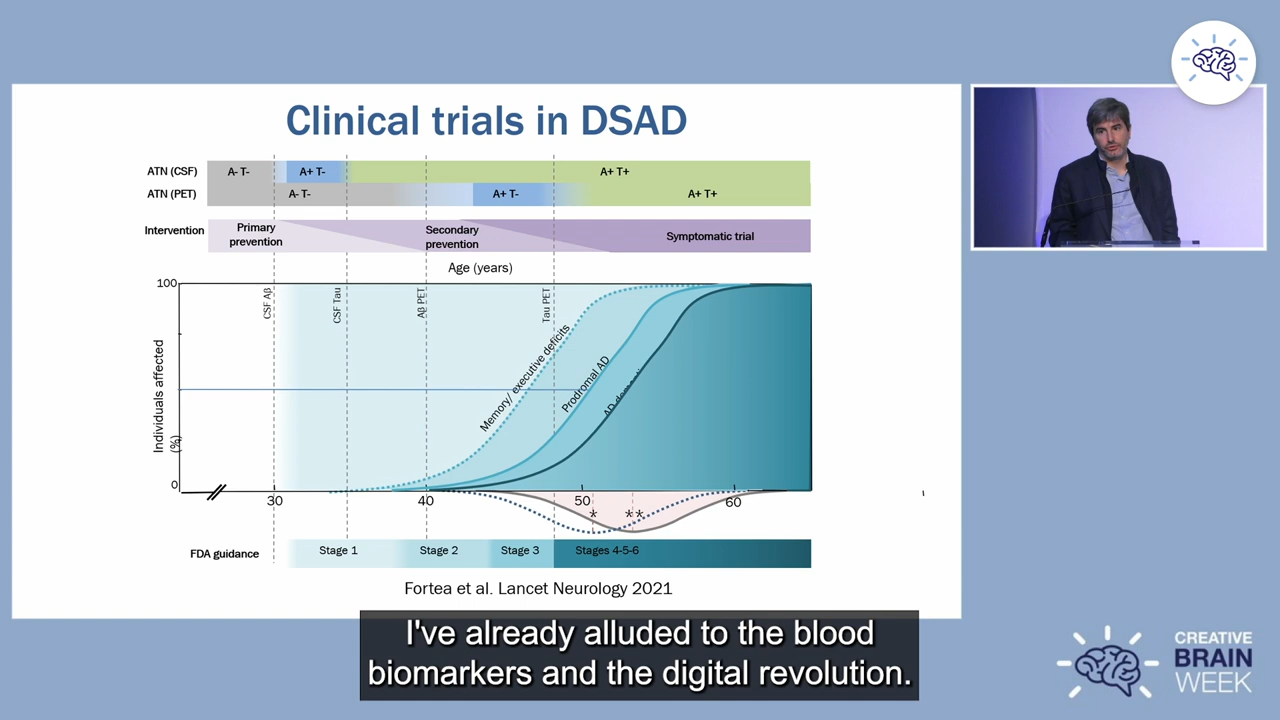 Clinical trials in DSAD
ATN (CSF)
A- T-
A+ T-
A+ T+
ATN (PET)
A- T-
A+ T-
A+ T+
Intervention
Primary
prevention
Secondary
prevention
Symptomatic trial
Age (years)
100
CSF Aβ
CSF Tau
Aβ PET
Tau PET
Individuals affected
(%)
Memory/ executive deficits
Prodromal AD
AD
0
30
40
50
60
*
**
FDA guidance
Stage 1
Stage 2
Stage 3
Stages 4-5-6
Fortea et al. Lancet Neurology 2021
I've already alluded to the blood
biomarkers and the digital revolution.
CREATIVE
BRAIN
WEEK